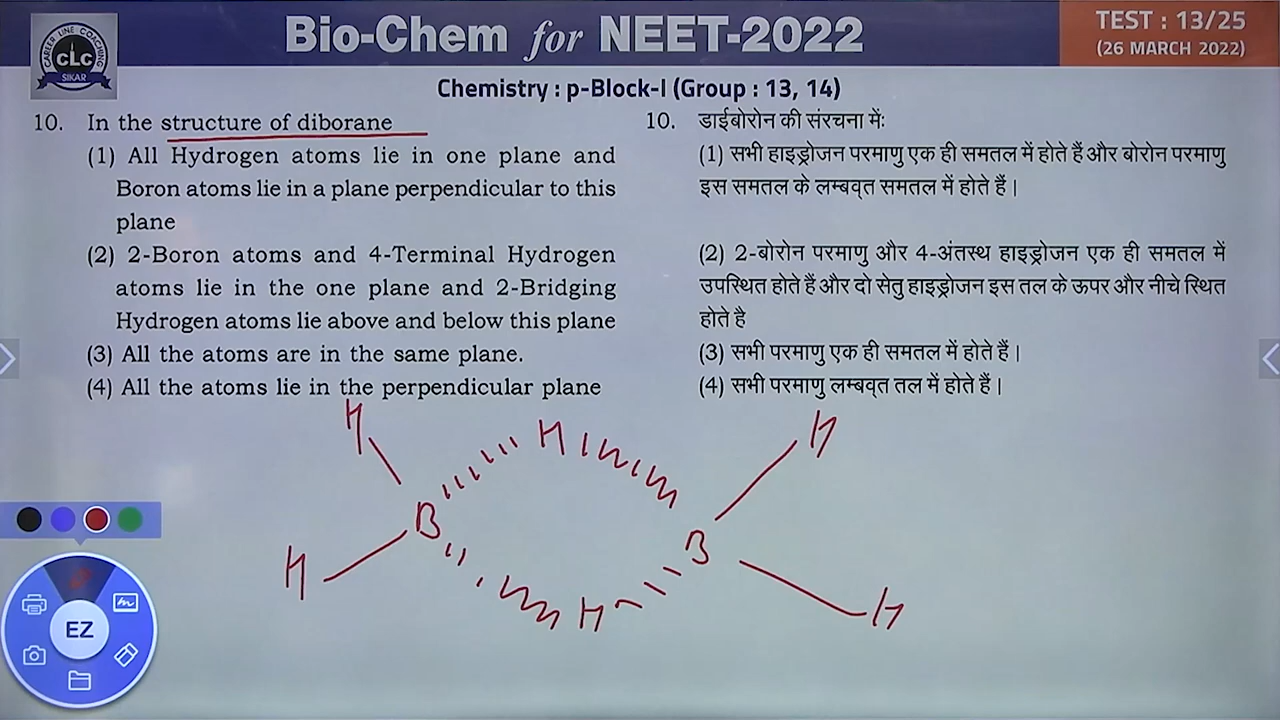 CAREER LINE COACHING
CLC
SIKAR
Bio-Chem for NEET-2022
TEST : 13/25
(26 MARCH 2022)
Chemistry : p-Block-I (Group : 13, 14)
10. In the structure of diborane
(1) All Hydrogen atoms lie in one plane and
Boron atoms lie in a plane perpendicular to this
plane
(2) 2-Boron atoms and 4-Terminal Hydrogen
atoms lie in the one plane and 2-Bridging
Hydrogen atoms lie above and below this plane
(3) All the atoms are in the same plane.
(4) All the atoms lie in the perpendicular plane
10. डाईबोरोन की संरचना में:
(1) सभी हाइड्रोजन परमाणु एक ही समतल में होते हैं और बोरोन परमाणु
इस समतल के लम्बवृत समतल में होते हैं।
(2) 2-बोरोन परमाणु और 4-अंतस्थ हाइड्रोजन एक ही समतल में
उपस्थित होते हैं और दो सेतु हाइड्रोजन इस तल के ऊपर और नीचे स्थित
होते है
(3) सभी परमाणु एक ही समतल में होते हैं।
(4) सभी परमाणु लम्बवृत तल में होते हैं।
H H H
B B
H H H
EZ